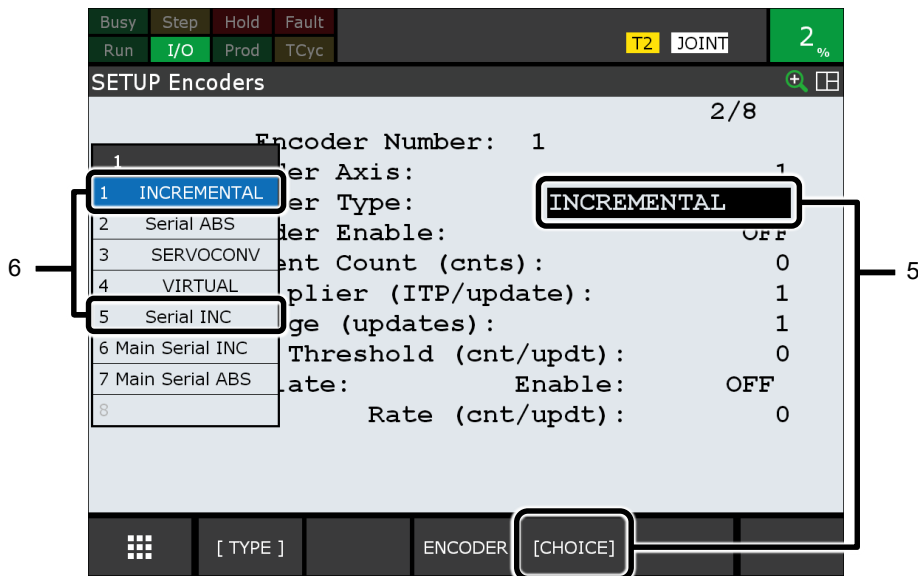 Busy Step Hold Fault
Run I/O Prod TCyc
T2 JOINT
2 %
SETUP Encoders
2/8
Encoder Number: 1
er Axis: 1
er Type: INCREMENTAL
der Enable: OFF
ent Count (cnts): 0
plier (ITP/update): 1
ge (updates): 1
Threshold (cnt/updt): 0
ate: Enable: OFF
Rate (cnt/updt): 0
1
1 INCREMENTAL
2 Serial ABS
3 SERVOCONV
4 VIRTUAL
5 Serial INC
6 Main Serial INC
7 Main Serial ABS
8
6
5
[ TYPE ] ENCODER [CHOICE]